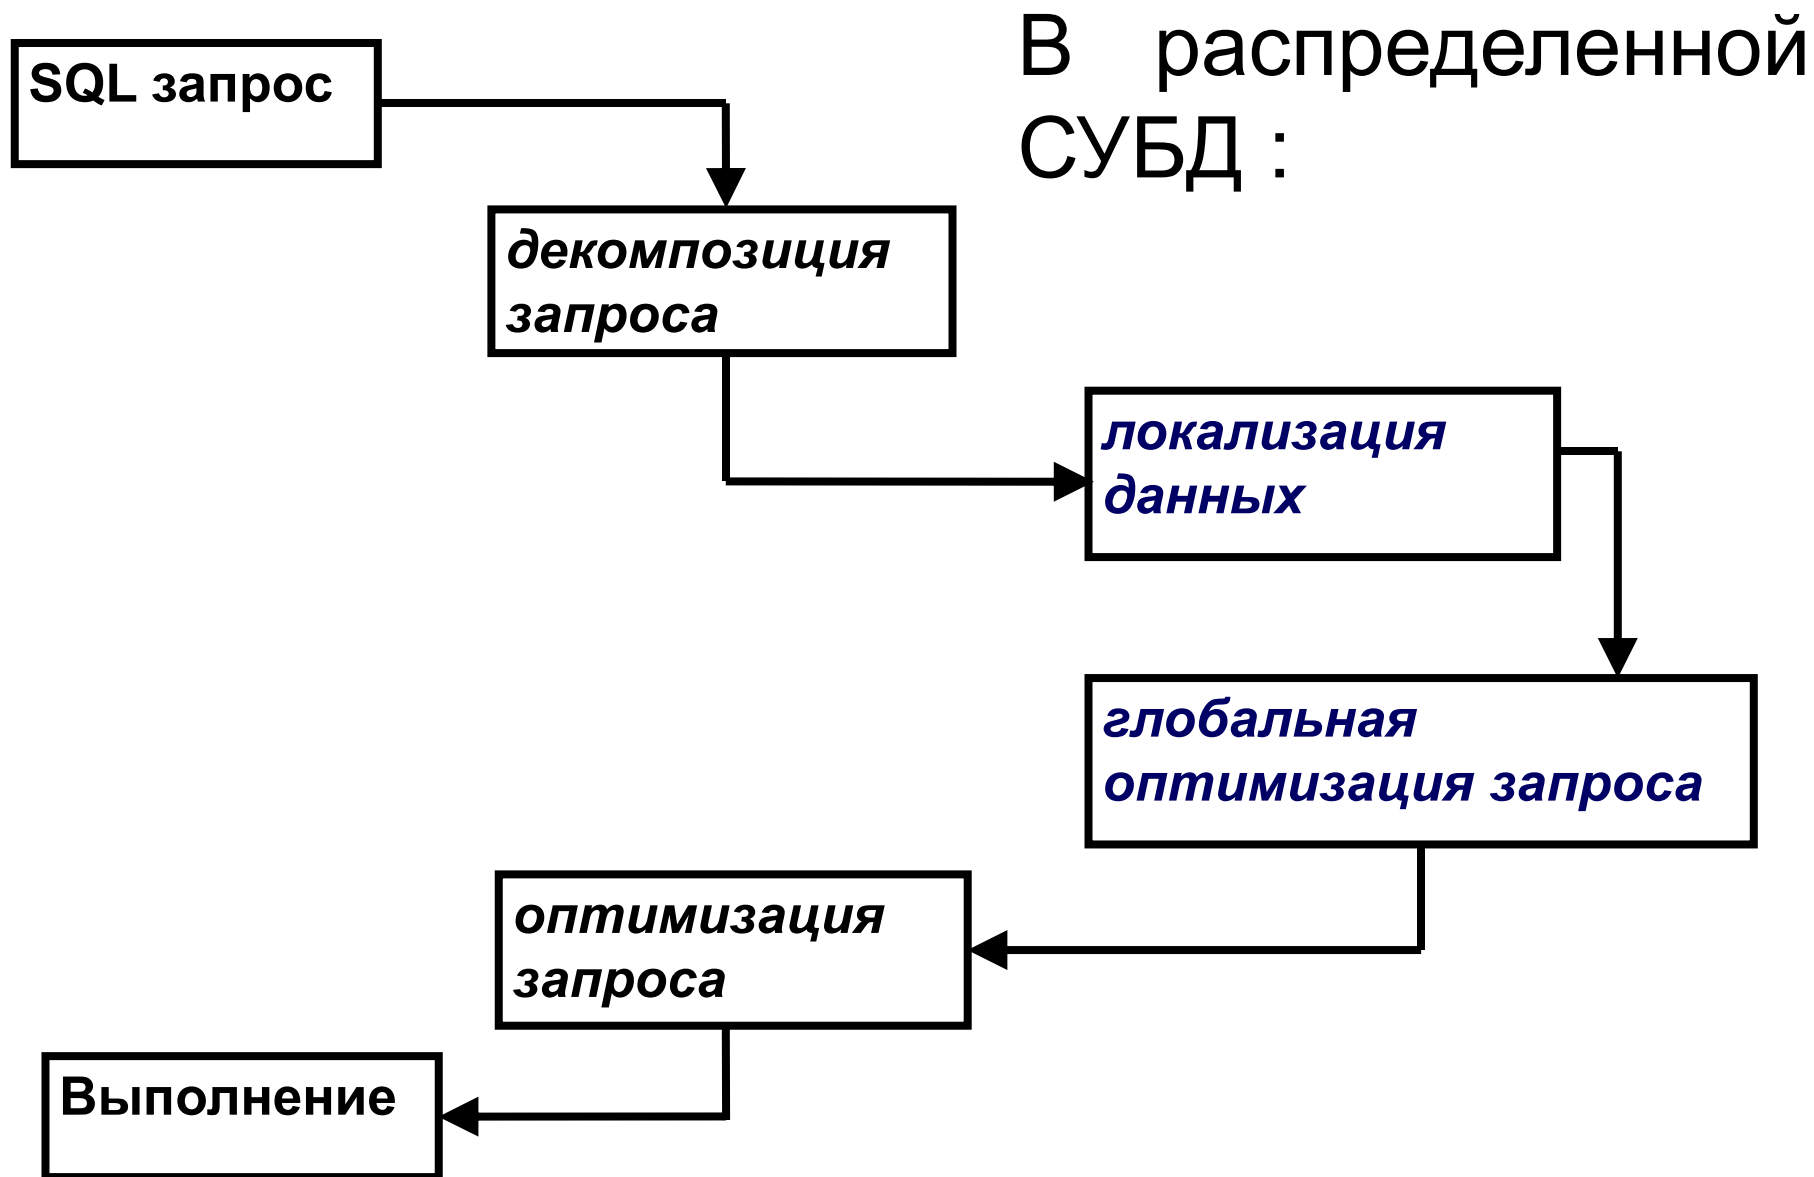 В распределенной
СУБД :
SQL запрос
декомпозиция
запроса
локализация
данных
глобальная
оптимизация запроса
оптимизация
запроса
Выполнение